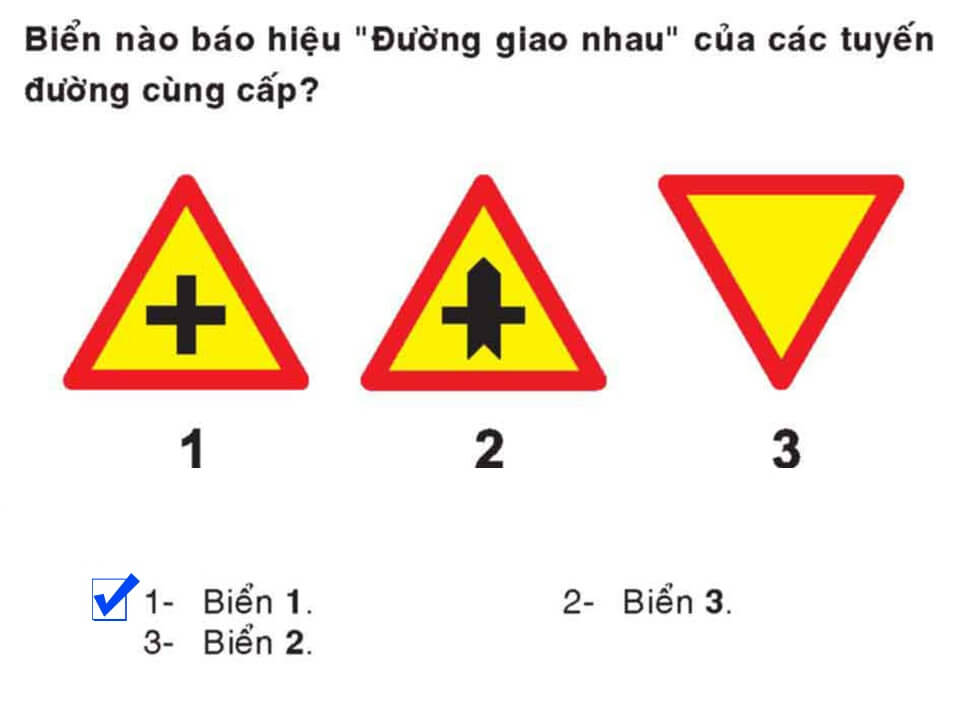 Biển nào báo hiệu "Đường giao nhau" của các tuyến
đường cùng cấp?
1 2 3
1- Biển 1. 2- Biển 3.
3- Biển 2.